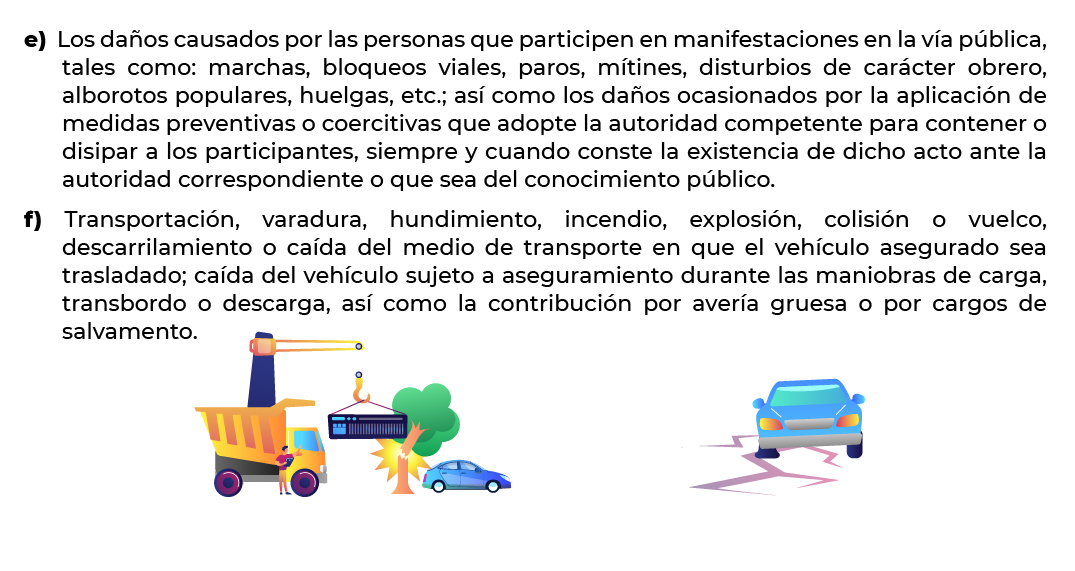 e) Los daños causados por las personas que participen en manifestaciones en la vía pública,
tales como: marchas, bloqueos viales, paros, mítines, disturbios de carácter obrero,
alborotos populares, huelgas, etc.; así como los daños ocasionados por la aplicación de
medidas preventivas o coercitivas que adopte la autoridad competente para contener o
disipar a los participantes, siempre y cuando conste la existencia de dicho acto ante la
autoridad correspondiente o que sea del conocimiento público.
f) Transportación, varadura, hundimiento, incendio, explosión, colisión o vuelco,
descarrilamiento o caída del medio de transporte en que el vehículo asegurado sea
trasladado; caída del vehículo sujeto a aseguramiento durante las maniobras de carga,
transbordo o descarga, así como la contribución por avería gruesa o por cargos de
salvamento.